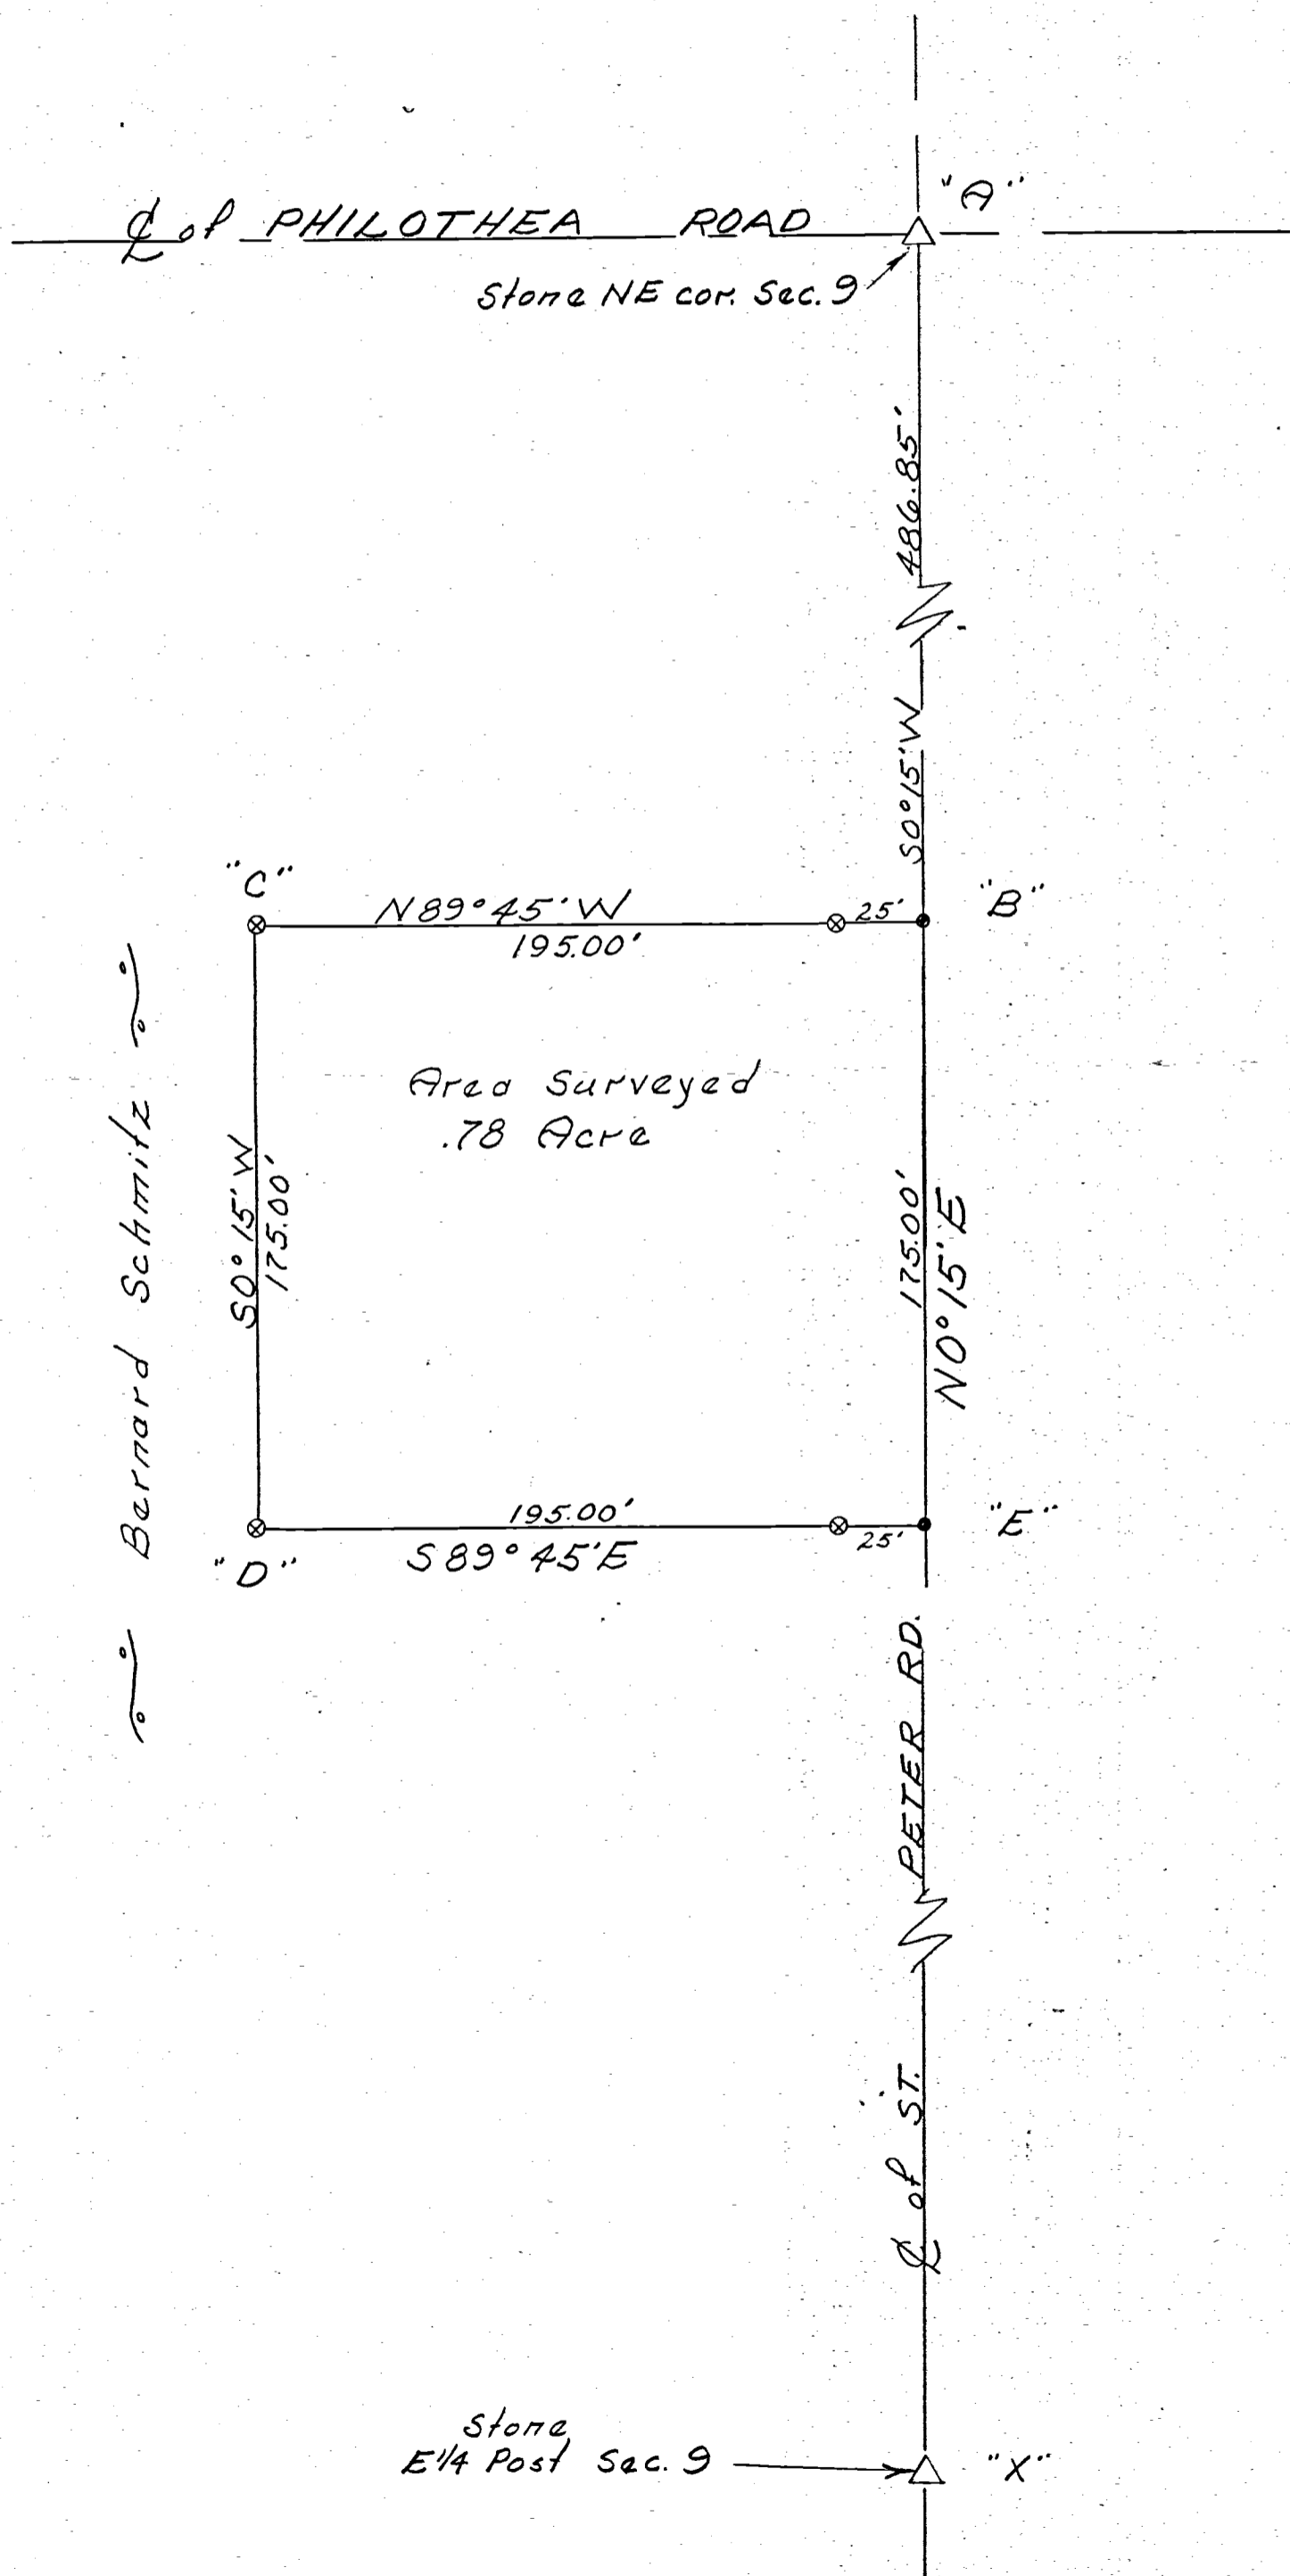 "A"
℄ of PHILOTHEA ROAD
Stone NE cor. Sec. 9
486.85'
S0°15'W
"C"
N89°45'W
25'
"B"
195.00'
Area Surveyed
.78 Acre
Bernard Schmitz
S0°15'W
175.00'
175.00'
N0°15'E
195.00'
25'
"E"
"D"
S89°45'E
℄ of ST. PETER RD.
Stone
E1/4 Post Sec. 9
"X"